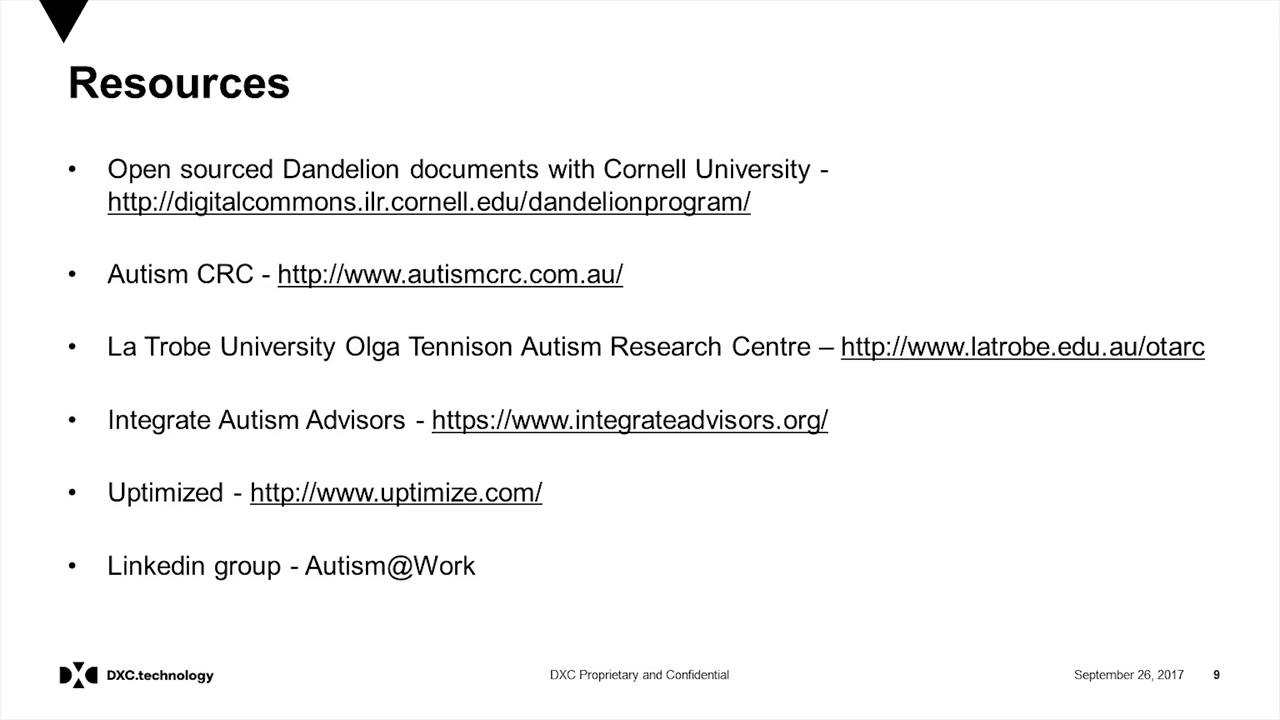 Resources
• Open sourced Dandelion documents with Cornell University -
http://digitalcommons.ilr.cornell.edu/dandelionprogram/
• Autism CRC - http://www.autismcrc.com.au/
• La Trobe University Olga Tennison Autism Research Centre – http://www.latrobe.edu.au/otarc
• Integrate Autism Advisors - https://www.integrateadvisors.org/
• Uptimized - http://www.uptimize.com/
• Linkedin group - Autism@Work
DXC.technology DXC Proprietary and Confidential September 26, 2017 9